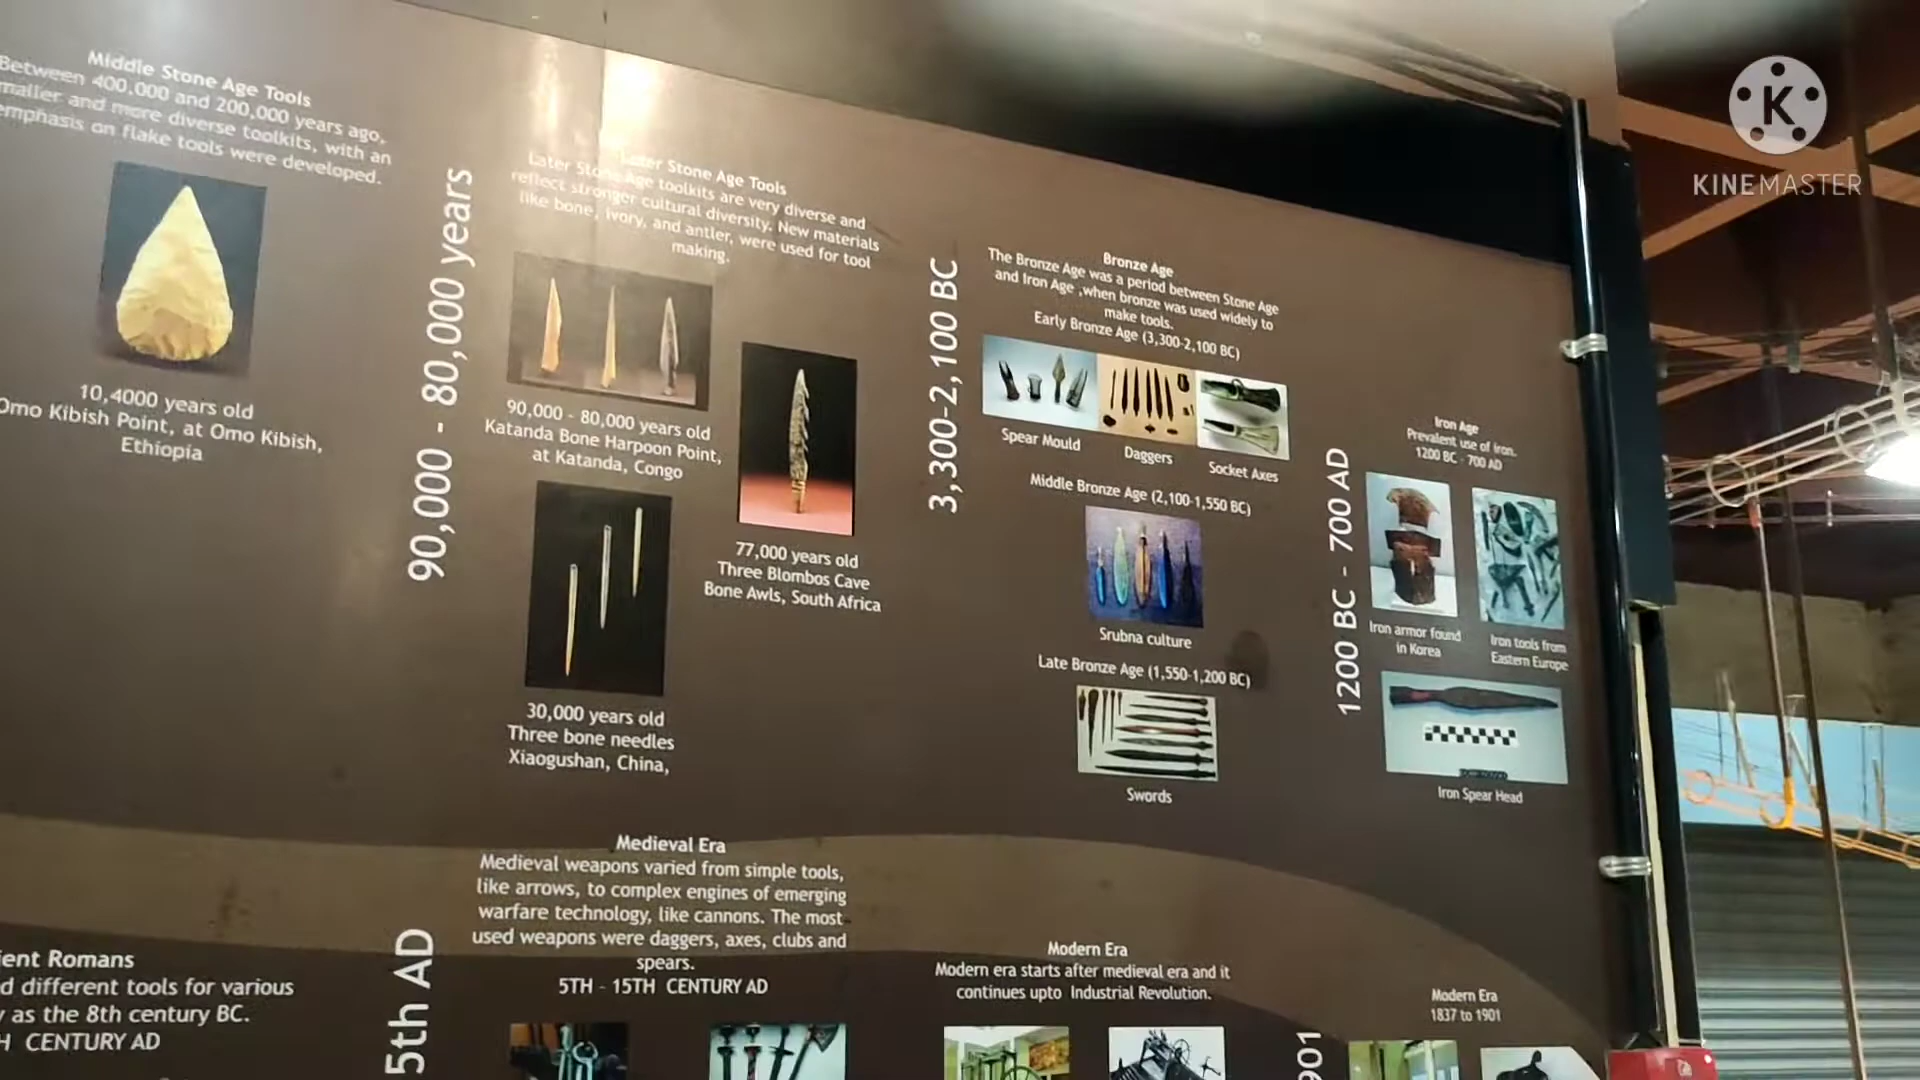 Middle Stone Age Tools
Between 400,000 and 200,000 years ago,
maller and more diverse toolkits, with an
emphasis on flake tools were developed.
10,4000 years old
Omo Kibish Point, at Omo Kibish,
Ethiopia
90,000 - 80,000 years
Later Stone Age Tools
Later Stone Age toolkits are very diverse and
reflect stronger cultural diversity. New materials
like bone, ivory, and antler, were used for tool
making.
90,000 - 80,000 years old
Katanda Bone Harpoon Point,
at Katanda, Congo
77,000 years old
Three Blombos Cave
Bone Awls, South Africa
30,000 years old
Three bone needles
Xiaogushan, China,
3,300-2,100 BC
Bronze Age
The Bronze Age was a period between Stone Age
and Iron Age ,when bronze was used widely to
make tools.
Early Bronze Age (3,300-2,100 BC)
Spear Mould
Daggers
Socket Axes
Middle Bronze Age (2,100-1,550 BC)
Srubna culture
Late Bronze Age (1,550-1,200 BC)
Swords
1200 BC - 700 AD
Iron Age
Prevalent use of iron.
1200 BC - 700 AD
Iron armor found
in Korea
Iron tools from
Eastern Europe
Iron Spear Head
ient Romans
d different tools for various
y as the 8th century BC.
H CENTURY AD
5th AD
Medieval Era
Medieval weapons varied from simple tools,
like arrows, to complex engines of emerging
warfare technology, like cannons. The most
used weapons were daggers, axes, clubs and
spears.
5TH - 15TH CENTURY AD
Modern Era
Modern era starts after medieval era and it
continues upto Industrial Revolution.
901
Modern Era
1837 to 1901
K
KINEMASTER